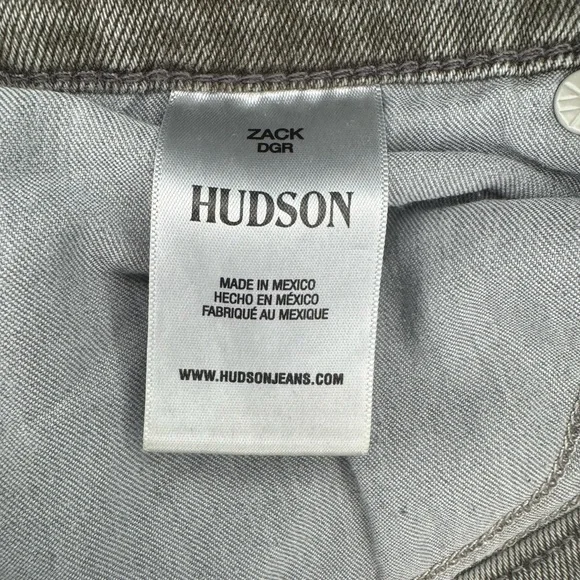 ZACK
DGR
HUDSON
MADE IN MEXICO
HECHO EN MÉXICO
FABRIQUÉ AU MEXIQUE
WWW.HUDSONJEANS.COM